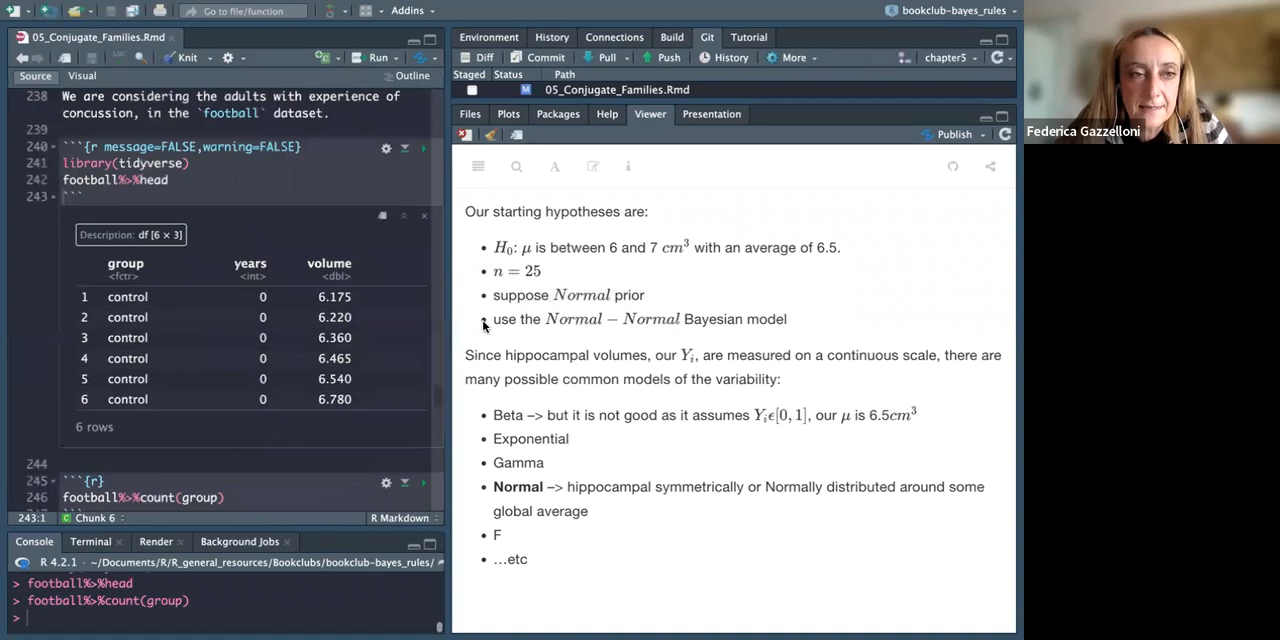 Go to file/function
Addins
bookclub-bayes_rules
05_Conjugate_Families.Rmd
Knit
Run
Source Visual
Outline
238 We are considering the adults with experience of
concussion, in the `football` dataset.
239
240 ```{r message=FALSE,warning=FALSE}
241 library(tidyverse)
242 football%>%head
243 ```
Description: df [6 × 3]
group years volume
<fctr> <int> <dbl>
1 control 0 6.175
2 control 0 6.220
3 control 0 6.360
4 control 0 6.465
5 control 0 6.540
6 control 0 6.780
6 rows
244
245 ```{r}
246 football%>%count(group)
243:1 Chunk 6 R Markdown
Console Terminal Render Background Jobs
R 4.2.1 · ~/Documents/R/R_general_resources/Bookclubs/bookclub-bayes_rules/
> football%>%head
> football%>%count(group)
>
Environment History Connections Build Git Tutorial
Diff Commit Pull Push History More chapter5
Staged Status Path
M 05_Conjugate_Families.Rmd
Files Plots Packages Help Viewer Presentation
Publish
Our starting hypotheses are:
• H₀: μ is between 6 and 7 cm³ with an average of 6.5.
• n = 25
• suppose Normal prior
• use the Normal − Normal Bayesian model
Since hippocampal volumes, our Yᵢ, are measured on a continuous scale, there are
many possible common models of the variability:
• Beta –> but it is not good as it assumes Yᵢϵ[0, 1], our μ is 6.5cm³
• Exponential
• Gamma
• Normal –> hippocampal symmetrically or Normally distributed around some
global average
• F
• …etc
Federica Gazzelloni